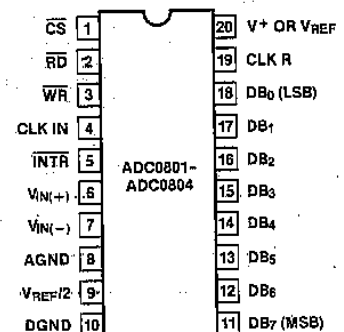 CS 1 20 V+ OR VREF
RD 2 19 CLK R
WR 3 18 DB0 (LSB)
CLK IN 4 17 DB1
INTR 5 16 DB2
ADC0801–
ADC0804
VIN(+) 6 15 DB3
VIN(−) 7 14 DB4
AGND 8 13 DB5
VREF/2 9 12 DB6
DGND 10 11 DB7 (MSB)